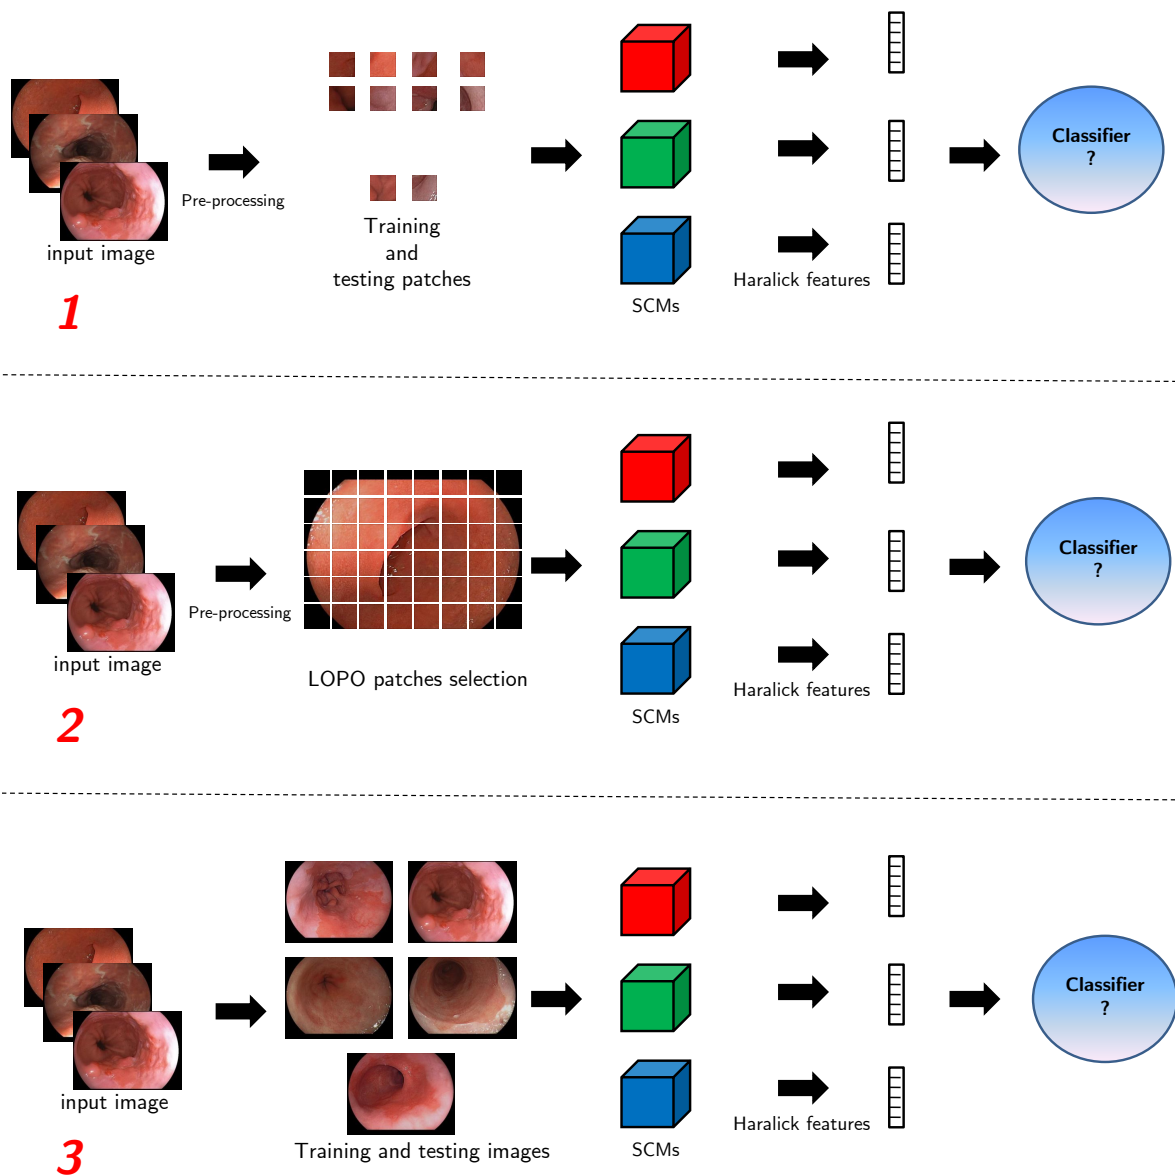 Pre-processing
input image
Training
and
testing patches
SCMs
Haralick features
Classifier
?
1
Pre-processing
input image
LOPO patches selection
SCMs
Haralick features
Classifier
?
2
input image
Training and testing images
SCMs
Haralick features
Classifier
?
3